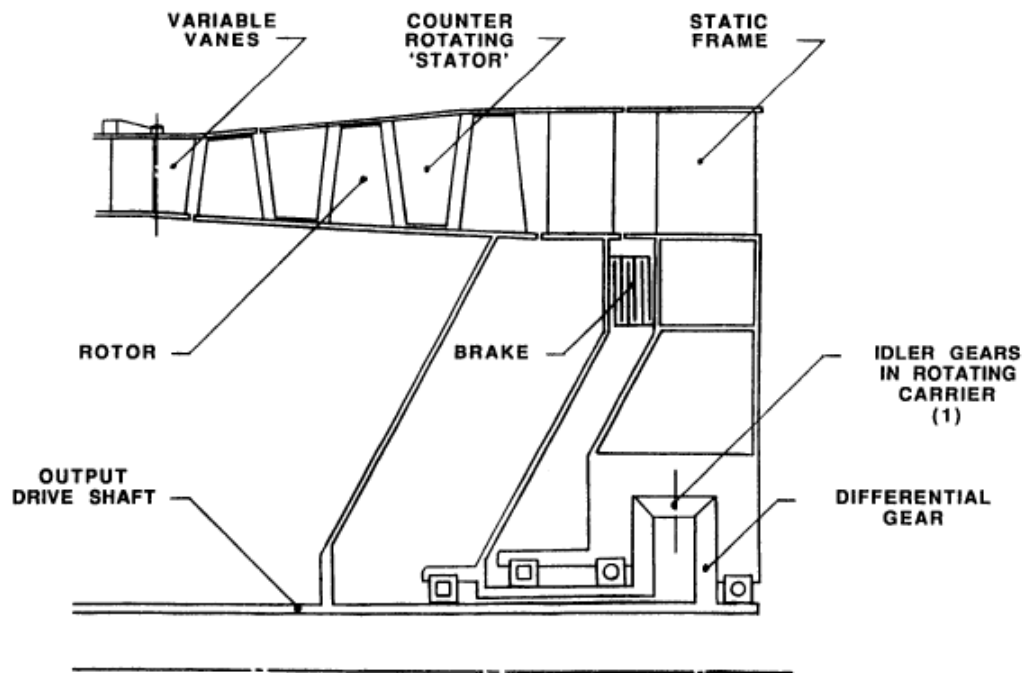 VARIABLE
VANES
COUNTER
ROTATING
'STATOR'
STATIC
FRAME
ROTOR
BRAKE
IDLER GEARS
IN ROTATING
CARRIER
(1)
OUTPUT
DRIVE SHAFT
DIFFERENTIAL
GEAR